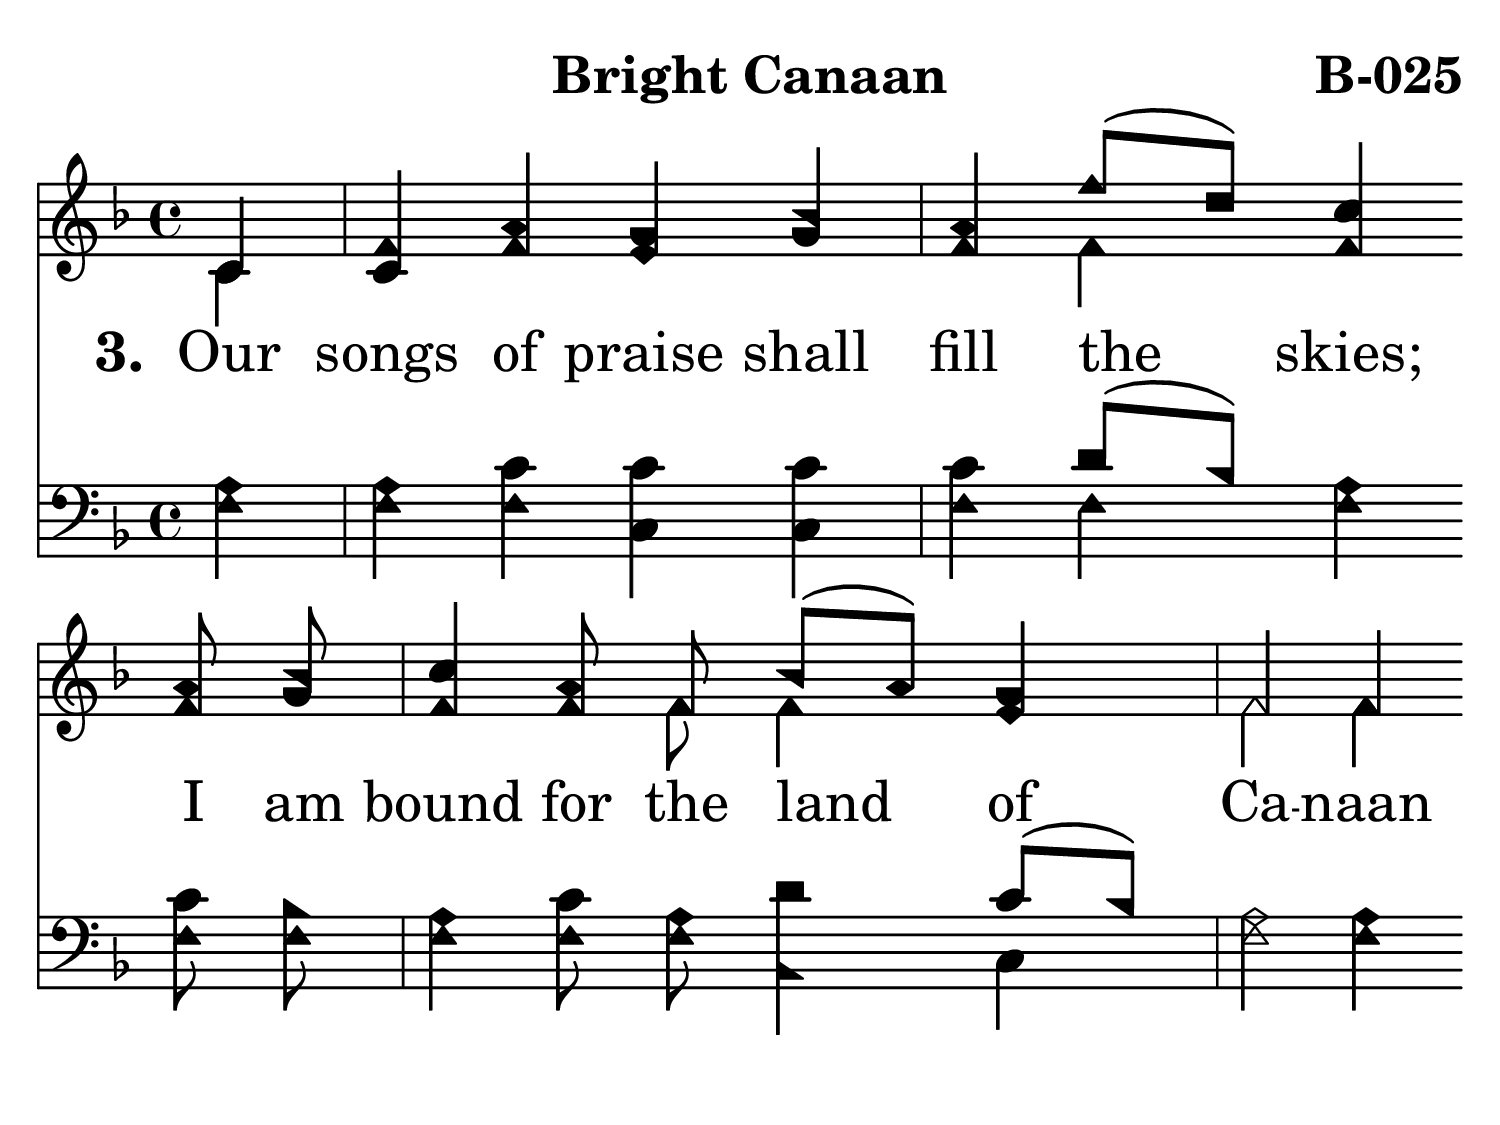 Bright Canaan B-025
3. Our songs of praise shall fill the skies;
I am bound for the land of Ca-naan